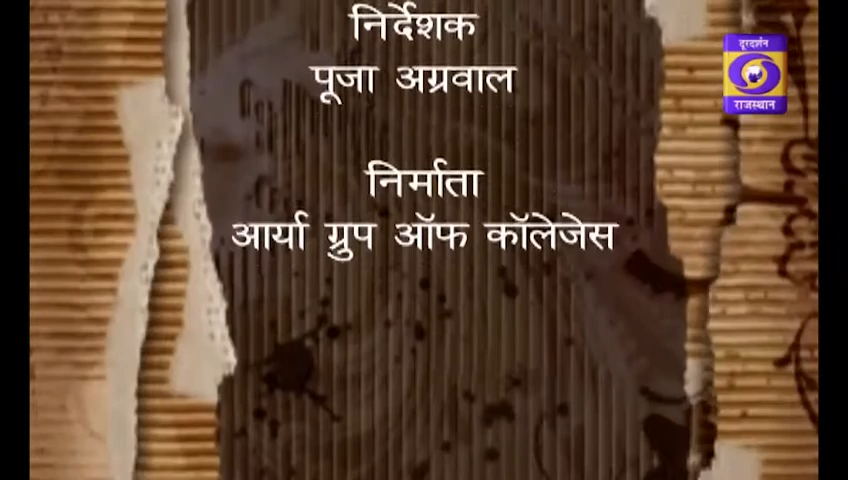 निर्देशक
पूजा अग्रवाल
दूरदर्शन
राजस्थान
निर्माता
आर्या ग्रुप ऑफ कॉलेजेस